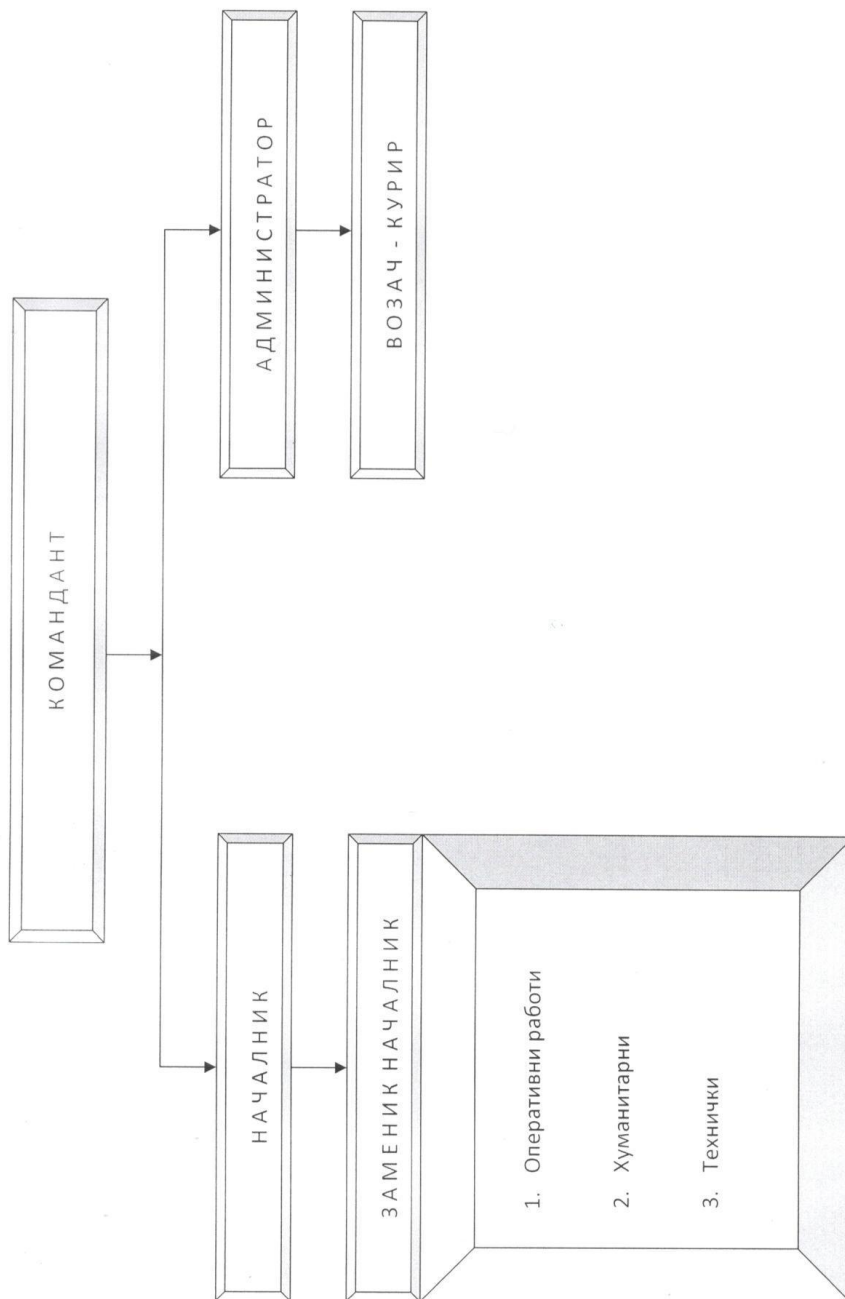 КОМАНДАНТ
НАЧАЛНИК
ЗАМЕНИК НАЧАЛНИК
1. Оперативни работи
2. Хуманитарни
3. Технички
АДМИНИСТРАТОР
ВОЗАЧ - КУРИР